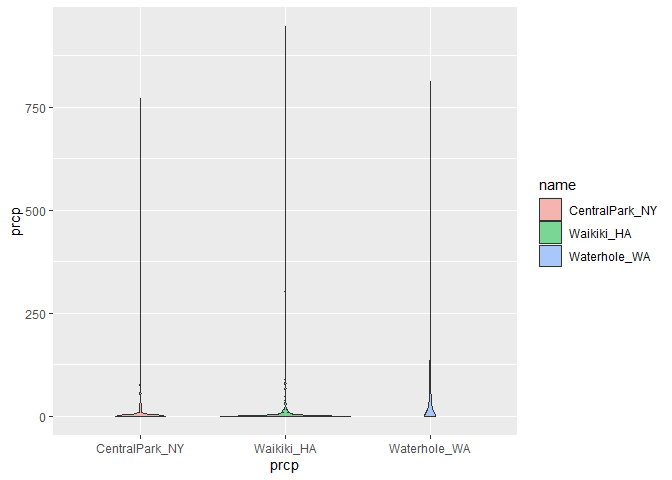 prcp
750
500
250
0
CentralPark_NY Waikiki_HA Waterhole_WA
prcp
name
CentralPark_NY
Waikiki_HA
Waterhole_WA